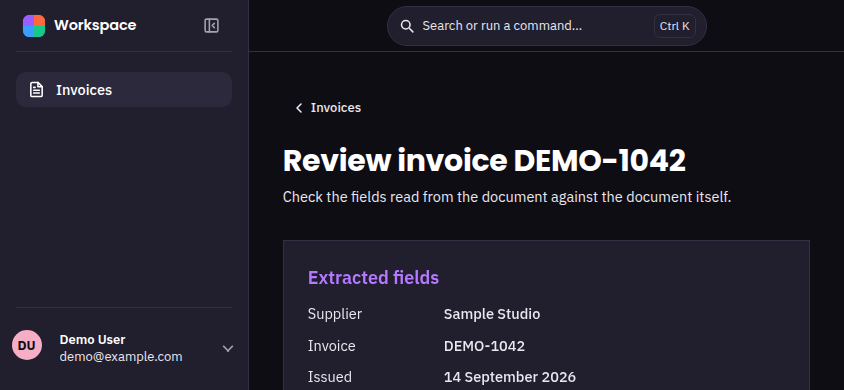 Workspace
Search or run a command...
Ctrl K
Invoices
Invoices
Review invoice DEMO-1042
Check the fields read from the document against the document itself.
Extracted fields
Supplier Sample Studio
Invoice DEMO-1042
Issued 14 September 2026
DU
Demo User
demo@example.com